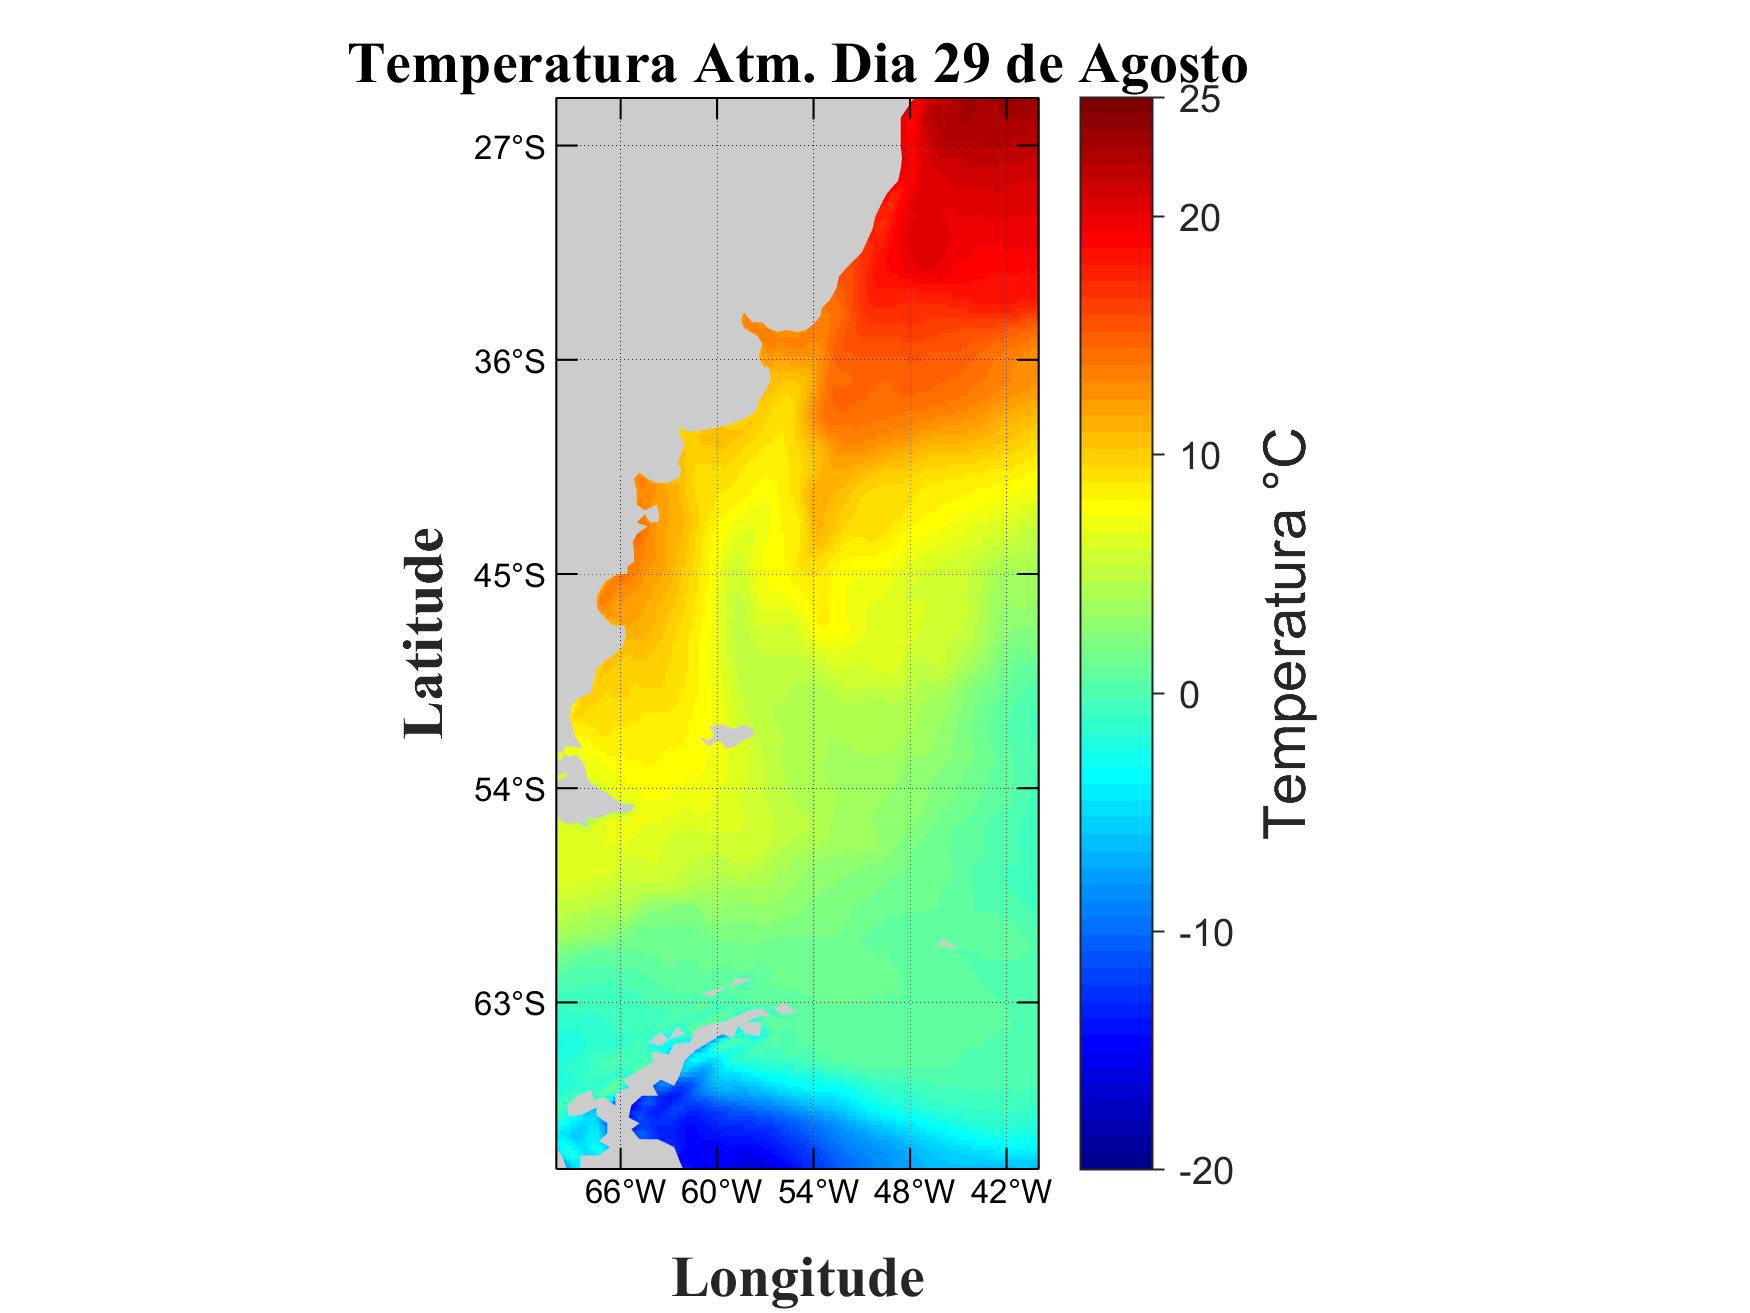 Temperatura Atm. Dia 29 de Agosto
27°S
36°S
45°S
54°S
63°S
Latitude
66°W 60°W 54°W 48°W 42°W
Longitude
25
20
10
0
-10
-20
Temperatura °C